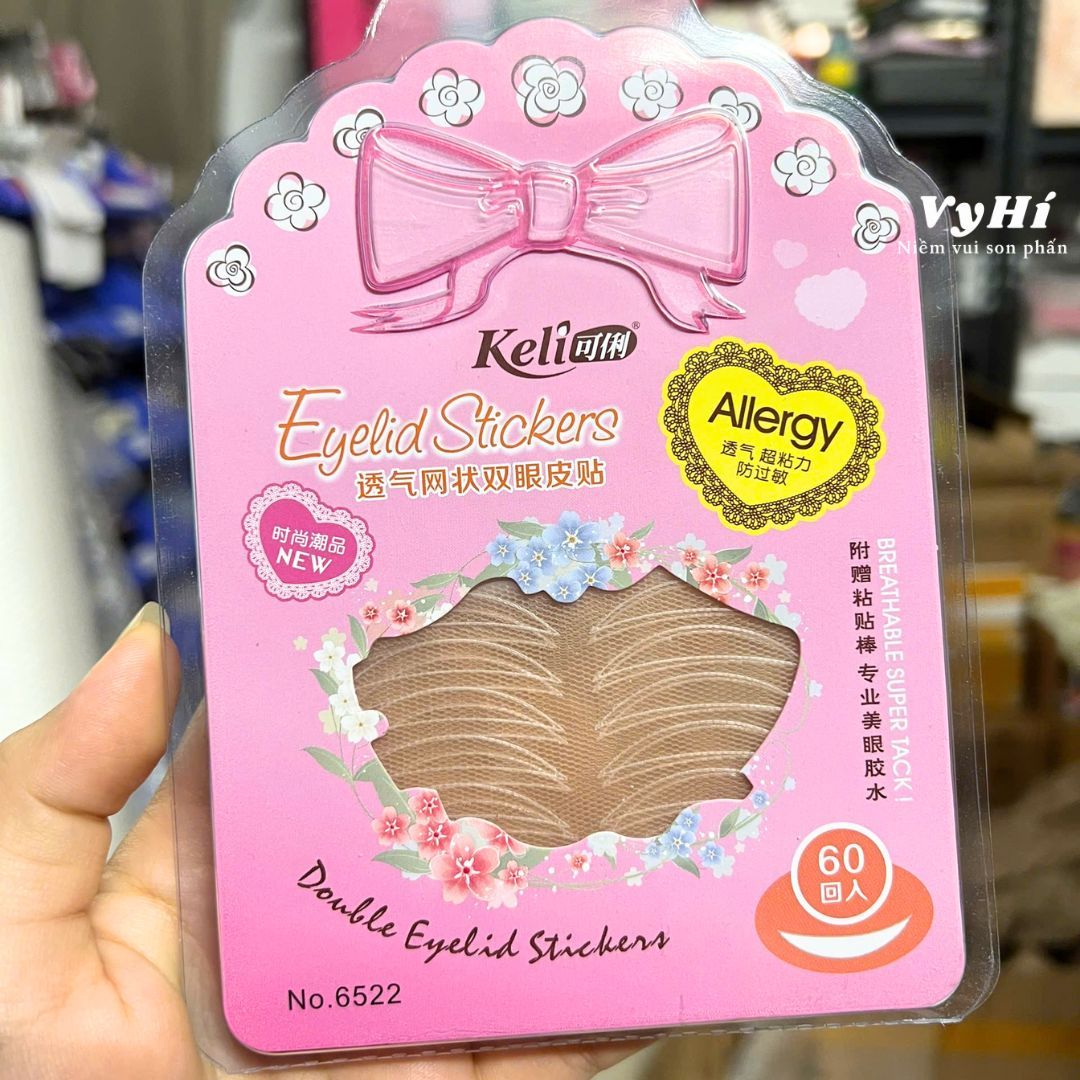 VyHí
Niềm vui son phấn
Keli可俐®
Eyelid Stickers
透气网状双眼皮贴
Allergy
透气 超粘力
防过敏
时尚潮品
NEW
BREATHABLE SUPER TACK!
附赠粘贴棒 专业美眼胶水
60
回入
Double Eyelid Stickers
No.6522